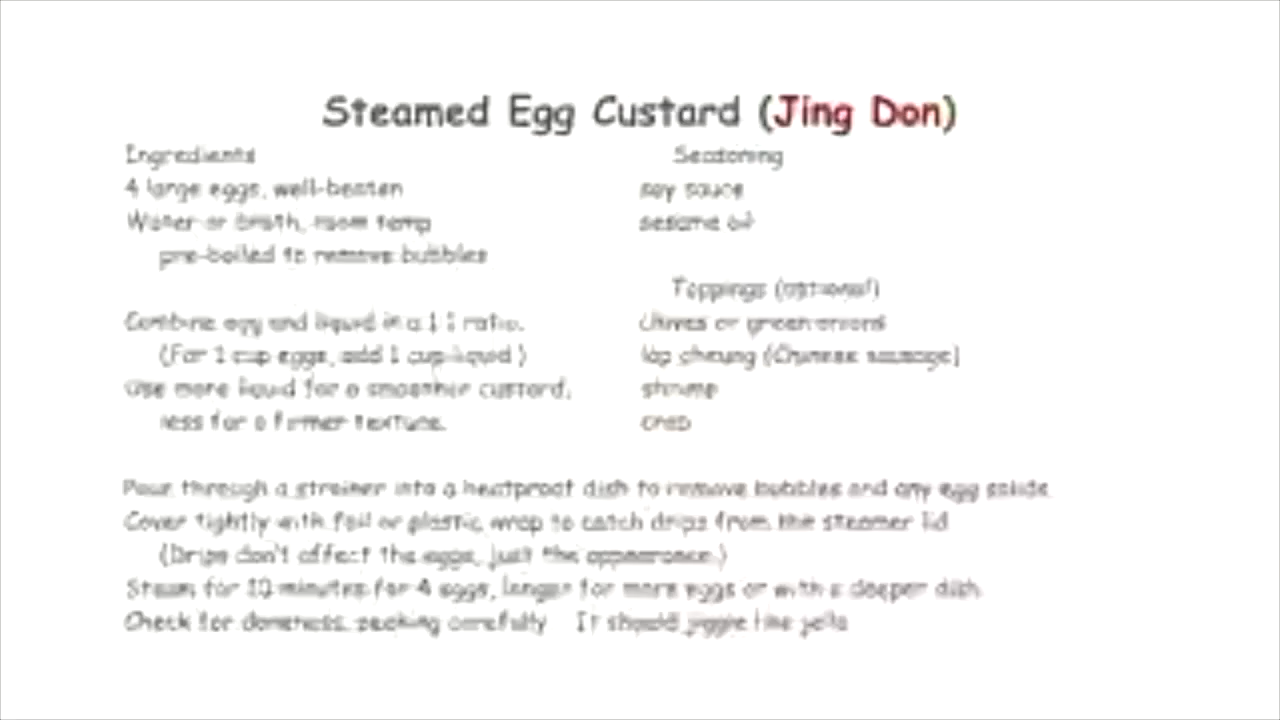 Steamed Egg Custard (Jing Don)
Ingredients
4 large eggs, well-beaten
Water or broth, room temp
pre-boiled to remove bubbles
Combine egg and liquid in a 1:1 ratio.
(For 1 cup eggs, add 1 cup liquid.)
Use more liquid for a smoother custard,
less for a firmer texture.
Seasoning
soy sauce
sesame oil
Toppings (optional)
Chives or green onions
lap cheung (Chinese sausage)
shrimp
crab
Pour through a strainer into a heatproof dish to remove bubbles and any egg solids.
Cover tightly with foil or plastic wrap to catch drips from the steamer lid
(Drips don't affect the eggs, just the appearance.)
Steam for minutes for 4 eggs, longer for more eggs or with a deeper dish.
Check for doneness, peeking carefully. It should jiggle like jello